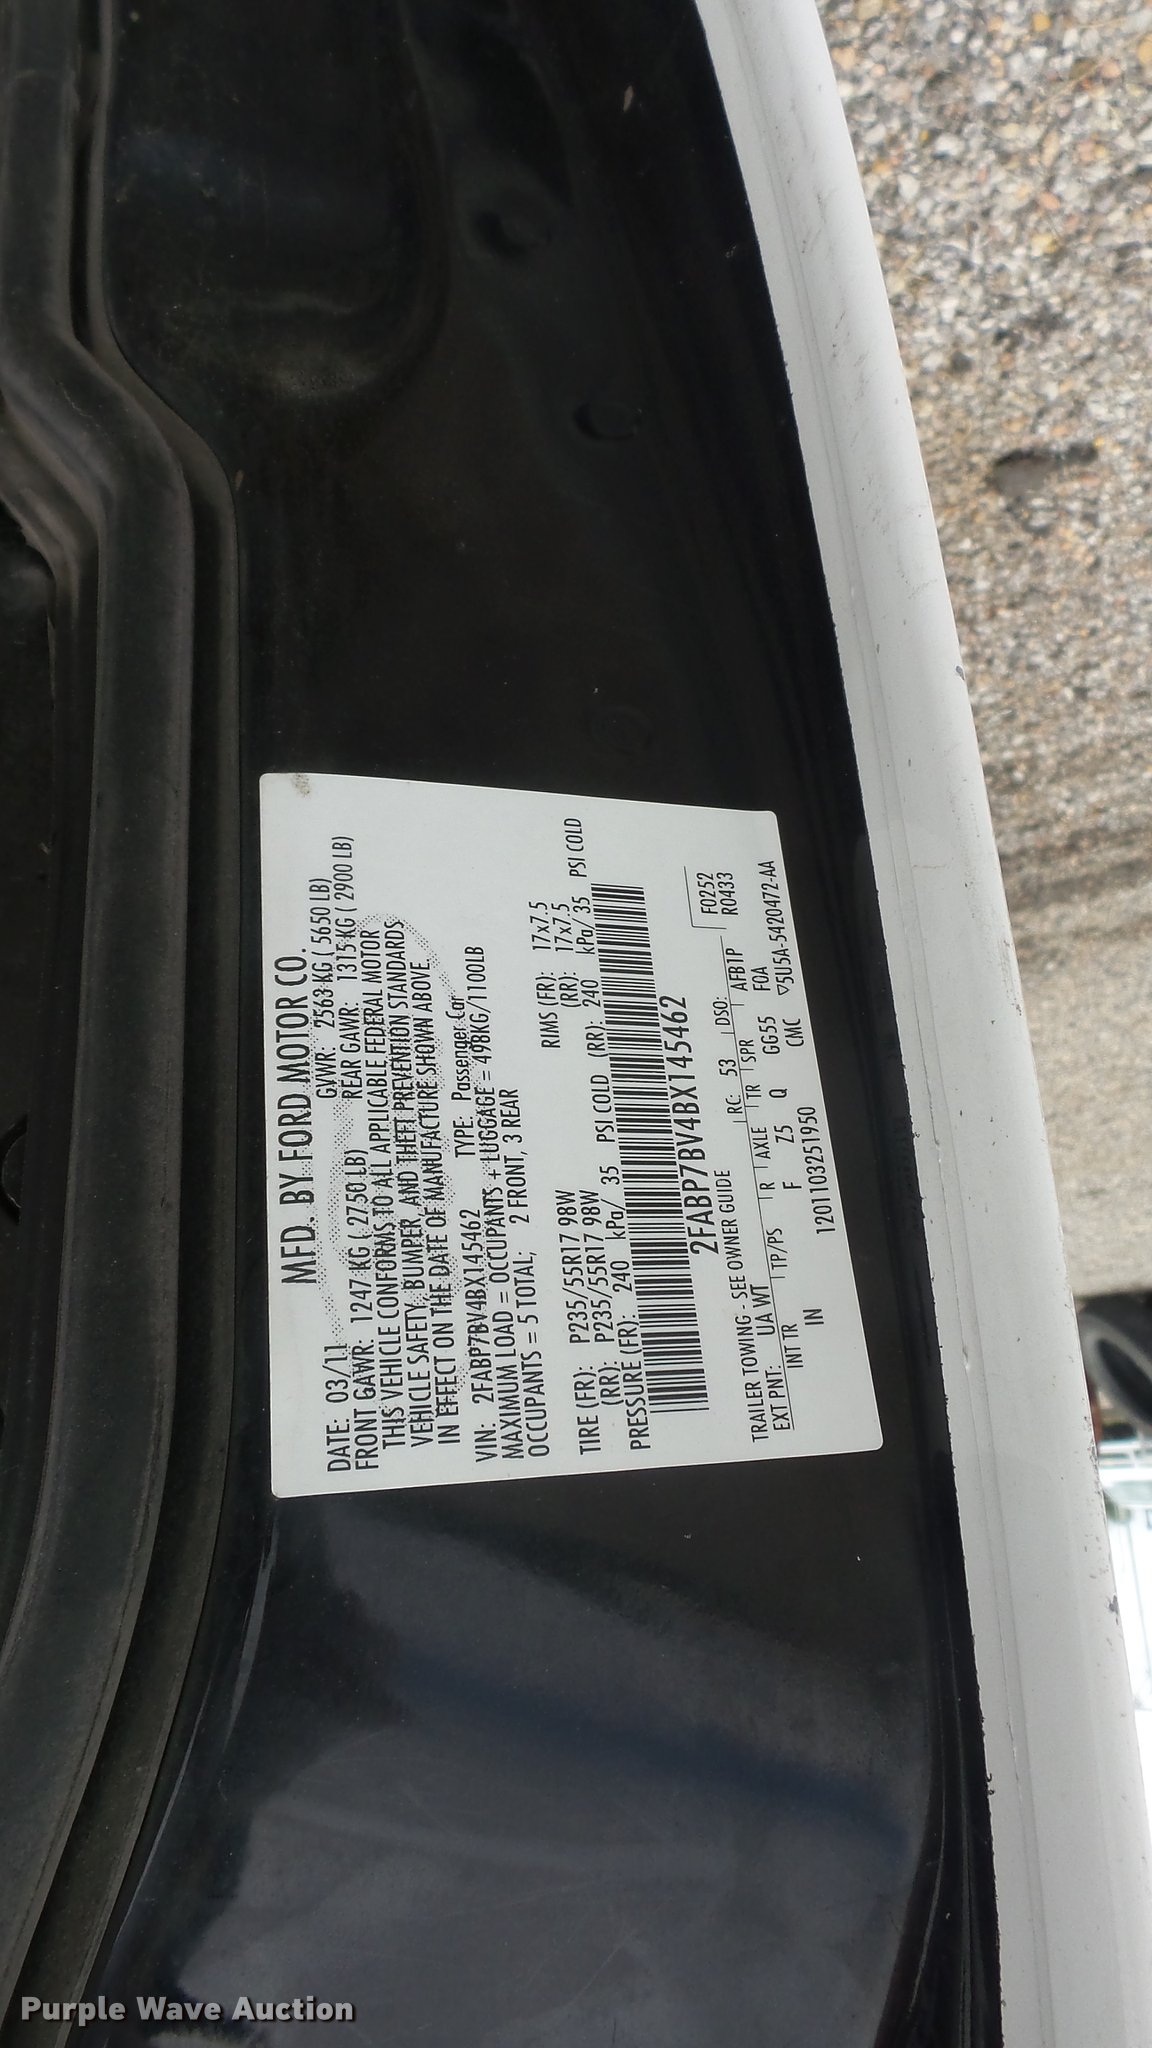 MFD. BY FORD MOTOR CO.
DATE: 03/11 GVWR: 2563 KG ( 5650 LB)
FRONT GAWR: 1247 KG ( 2750 LB) REAR GAWR: 1315 KG ( 2900 LB)
THIS VEHICLE CONFORMS TO ALL APPLICABLE FEDERAL MOTOR
VEHICLE SAFETY, BUMPER, AND THEFT PREVENTION STANDARDS
IN EFFECT ON THE DATE OF MANUFACTURE SHOWN ABOVE.
VIN: 2FABP7BV4BX145462 TYPE: Passenger Car
MAXIMUM LOAD = OCCUPANTS + LUGGAGE = 498KG/1100LB
OCCUPANTS = 5 TOTAL; 2 FRONT, 3 REAR
TIRE (FR): P235/55R17 98W RIMS (FR): 17x7.5
(RR): P235/55R17 98W (RR): 17x7.5
PRESSURE (FR): 240 kPa/ 35 PSI COLD (RR): 240 kPa/ 35 PSI COLD
2FABP7BV4BX145462
F0252
R0433
TRAILER TOWING - SEE OWNER GUIDE RC: 53 DSO:
EXT PNT: UA WT AFB1P
INT TR TP/PS R AXLE TR SPR F0A
F Z5 Q GG55
IN CMC ▽5U5A-5420472-AA
1201103251950
Purple Wave Auction